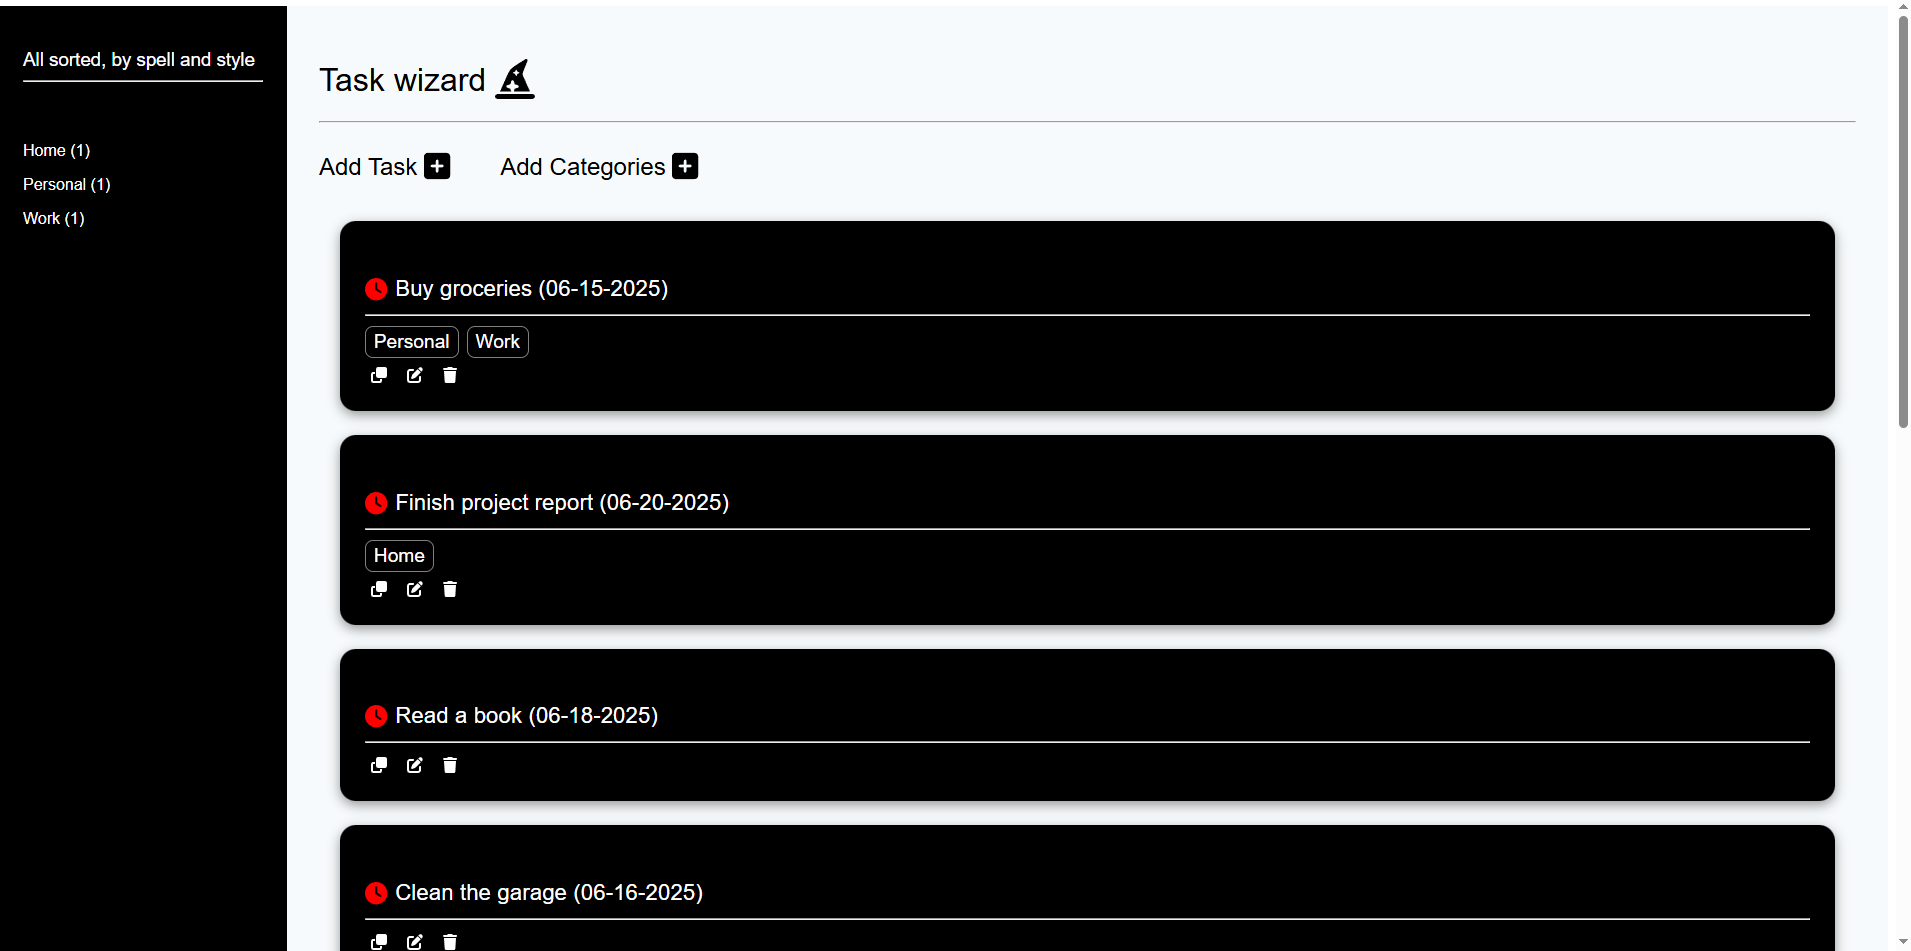 All sorted, by spell and style
Home (1)
Personal (1)
Work (1)
Task wizard
Add Task
Add Categories
Buy groceries (06-15-2025)
Personal Work
Finish project report (06-20-2025)
Home
Read a book (06-18-2025)
Clean the garage (06-16-2025)